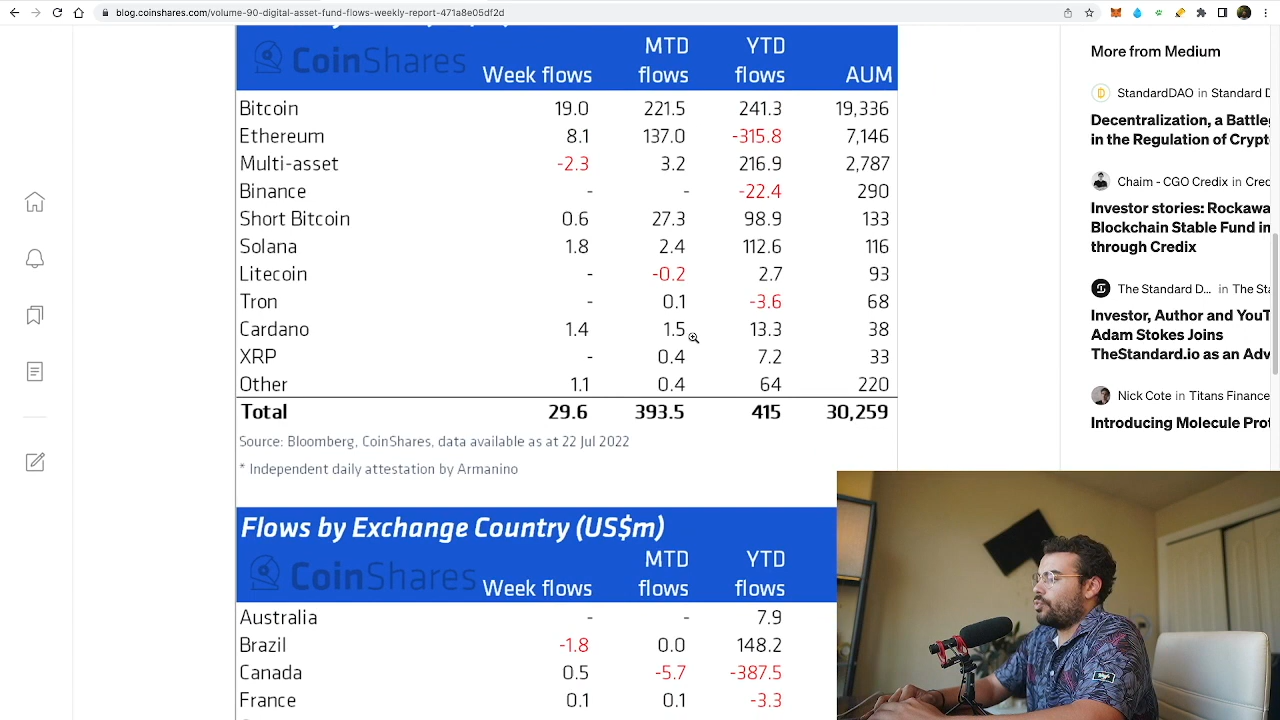 blog.coinshares.com/volume-90-digital-asset-fund-flows-weekly-report-471a8e05df2d
CoinShares Week flows MTD flows YTD flows AUM
Bitcoin 19.0 221.5 241.3 19,336
Ethereum 8.1 137.0 -315.8 7,146
Multi-asset -2.3 3.2 216.9 2,787
Binance - - -22.4 290
Short Bitcoin 0.6 27.3 98.9 133
Solana 1.8 2.4 112.6 116
Litecoin - -0.2 2.7 93
Tron - 0.1 -3.6 68
Cardano 1.4 1.5 13.3 38
XRP - 0.4 7.2 33
Other 1.1 0.4 64 220
Total 29.6 393.5 415 30,259
Source: Bloomberg, CoinShares, data available as at 22 Jul 2022
* Independent daily attestation by Armanino
Flows by Exchange Country (US$m)
CoinShares Week flows MTD flows YTD flows
Australia - - 7.9
Brazil -1.8 0.0 148.2
Canada 0.5 -5.7 -387.5
France 0.1 0.1 -3.3
More from Medium
StandardDAO in Standard D
Decentralization, a Battle
in the Regulation of Crypt
Chaim - CGO Credix in Cred
Investor stories: Rockawa
Blockchain Stable Fund in
through Credix
The Standard D... in The Sta
Investor, Author and YouT
Adam Stokes Joins
TheStandard.io as an Adv
Nick Cote in Titans Finance
Introducing Molecule Prot